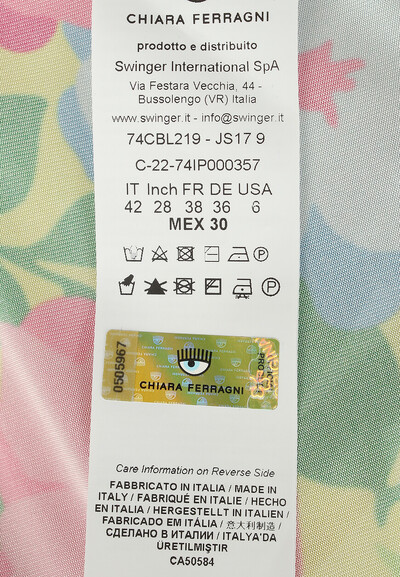 CHIARA FERRAGNI
prodotto e distribuito
Swinger International SpA
Via Festara Vecchia, 44 -
Bussolengo (VR) Italia
www.swinger.it - info@swinger.it
74CBL219 - JS17 9
C-22-74IP000357
IT Inch FR DE USA
42 28 38 36 6
MEX 30
0505967
CHIARA FERRAGNI
Care Information on Reverse Side
FABBRICATO IN ITALIA / MADE IN
ITALY / FABRIQUÉ EN ITALIE / HECHO
EN ITALIA / HERGESTELLT IN ITALIEN /
FABRICADO EM ITÁLIA / 意大利制造 /
СДЕЛАНО В ИТАЛИИ / ITALYA'DA
ÜRETILMIŞTIR
CA50584